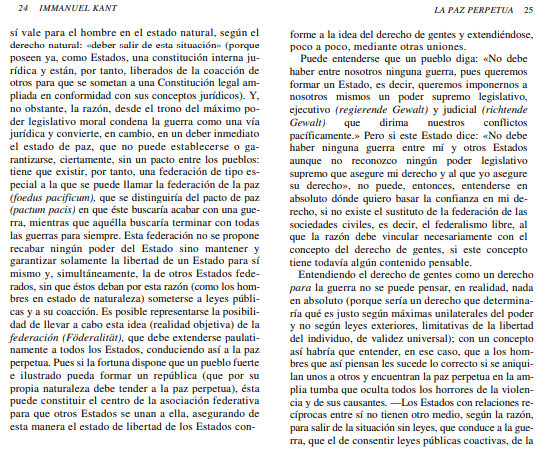 24 IMMANUEL KANT
sí vale para el hombre en el estado natural, según el
derecho natural: «deber salir de esta situación» (porque
poseen ya, como Estados, una constitución interna ju-
rídica y están, por tanto, liberados de la coacción de
otros para que se sometan a una Constitución legal am-
pliada en conformidad con sus conceptos jurídicos). Y,
no obstante, la razón, desde el trono del máximo po-
der legislativo moral condena la guerra como una vía
jurídica y convierte, en cambio, en un deber inmediato
el estado de paz, que no puede establecerse o ga-
rantizarse, ciertamente, sin un pacto entre los pueblos:
tiene que existir, por tanto, una federación de tipo es-
pecial a la que se puede llamar la federación de la paz
(foedus pacificum), que se distinguiría del pacto de paz
(pactum pacis) en que éste buscaría acabar con una gue-
rra, mientras que aquélla buscaría terminar con todas
las guerras para siempre. Esta federación no se propone
recabar ningún poder del Estado sino mantener y
garantizar solamente la libertad de un Estado para sí
mismo y, simultáneamente, la de otros Estados fede-
rados, sin que éstos deban por esta razón (como los hom-
bres en estado de naturaleza) someterse a leyes públi-
cas y a su coacción. Es posible representarse la posibili-
dad de llevar a cabo esta idea (realidad objetiva) de la
federación (Föderalität), que debe extenderse paulati-
namente a todos los Estados, conduciendo así a la paz
perpetua. Pues si la fortuna dispone que un pueblo fuerte
e ilustrado pueda formar un república (que por su
propia naturaleza debe tender a la paz perpetua), ésta
puede constituir el centro de la asociación federativa
para que otros Estados se unan a ella, asegurando de
esta manera el estado de libertad de los Estados con-
LA PAZ PERPETUA 25
forme a la idea del derecho de gentes y extendiéndose,
poco a poco, mediante otras uniones.
Puede entenderse que un pueblo diga: «No debe
haber entre nosotros ninguna guerra, pues queremos
formar un Estado, es decir, queremos imponernos a
nosotros mismos un poder supremo legislativo,
ejecutivo (regierende Gewalt) y judicial (richtende
Gewalt) que dirima nuestros conflictos
pacíficamente.» Pero si este Estado dice: «No debe
haber ninguna guerra entre mí y otros Estados
aunque no reconozco ningún poder legislativo
supremo que asegure mi derecho y al que yo asegure
su derecho», no puede, entonces, entenderse en
absoluto dónde quiero basar la confianza en mi de-
recho, si no existe el sustituto de la federación de las
sociedades civiles, es decir, el federalismo libre, al
que la razón debe vincular necesariamente con el
concepto del derecho de gentes, si este concepto
tiene todavía algún contenido pensable.
Entendiendo el derecho de gentes como un derecho
para la guerra no se puede pensar, en realidad, nada
en absoluto (porque sería un derecho que determina-
ría qué es justo según máximas unilaterales del poder
y no según leyes exteriores, limitativas de la libertad
del individuo, de validez universal); con un concepto
así habría que entender, en ese caso, que a los hom-
bres que así piensan les sucede lo correcto si se aniqui-
lan unos a otros y encuentran la paz perpetua en la am-
plia tumba que oculta todos los horrores de la violen-
cia y de sus causantes. —Los Estados con relaciones re-
cíprocas entre sí no tienen otro medio, según la razón,
para salir de la situación sin leyes, que conduce a la gue-
rra, que el de consentir leyes públicas coactivas, de la